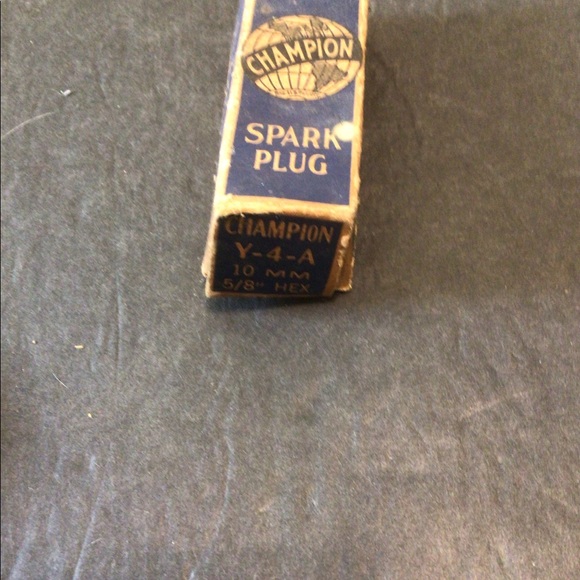 CHAMPION
SPARK
PLUG
CHAMPION
Y-4-A
10 MM
5/8" HEX